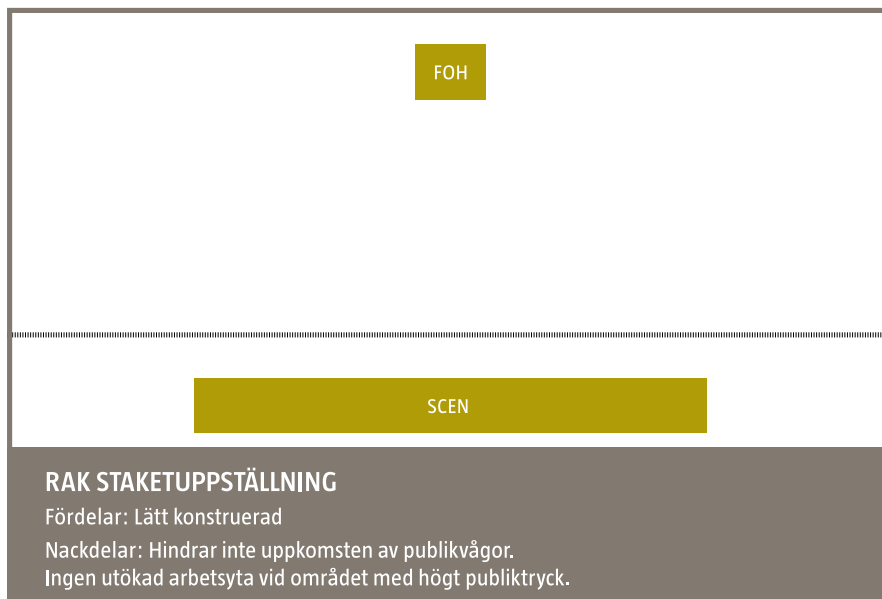 FOH
SCEN
RAK STAKETUPPSTÄLLNING
Fördelar: Lätt konstruerad
Nackdelar: Hindrar inte uppkomsten av publikvågor.
Ingen utökad arbetsyta vid området med högt publiktryck.